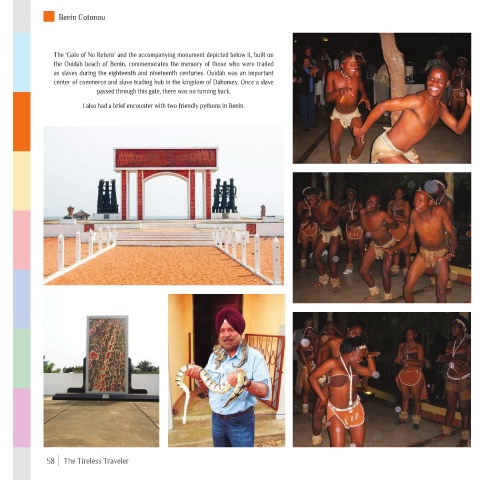 Benin Cotonou
The 'Gate of No Return' and the accompanying monument depicted below it, built on
the Ouidah beach of Benin, commemorates the memory of those who were traded
as slaves during the eighteenth and nineteenth centuries. Ouidah was an important
center of commerce and slave trading hub in the kingdom of Dahomey. Once a slave
passed through this gate, there was no turning back.
I also had a brief encounter with two friendly pythons in Benin.
58 | The Tireless Traveler